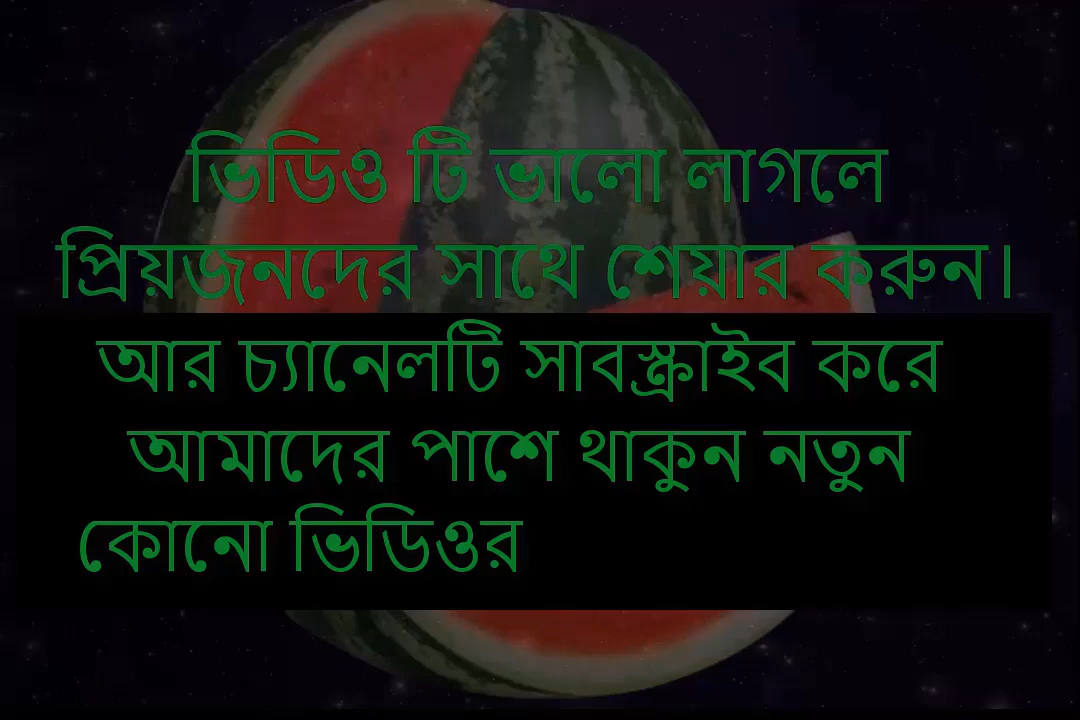 ভিডিও টি ভালো লাগলে
প্রিয়জনদের সাথে শেয়ার করুন।
আর চ্যানেলটি সাবস্ক্রাইব করে
আমাদের পাশে থাকুন নতুন
কোনো ভিডিওর